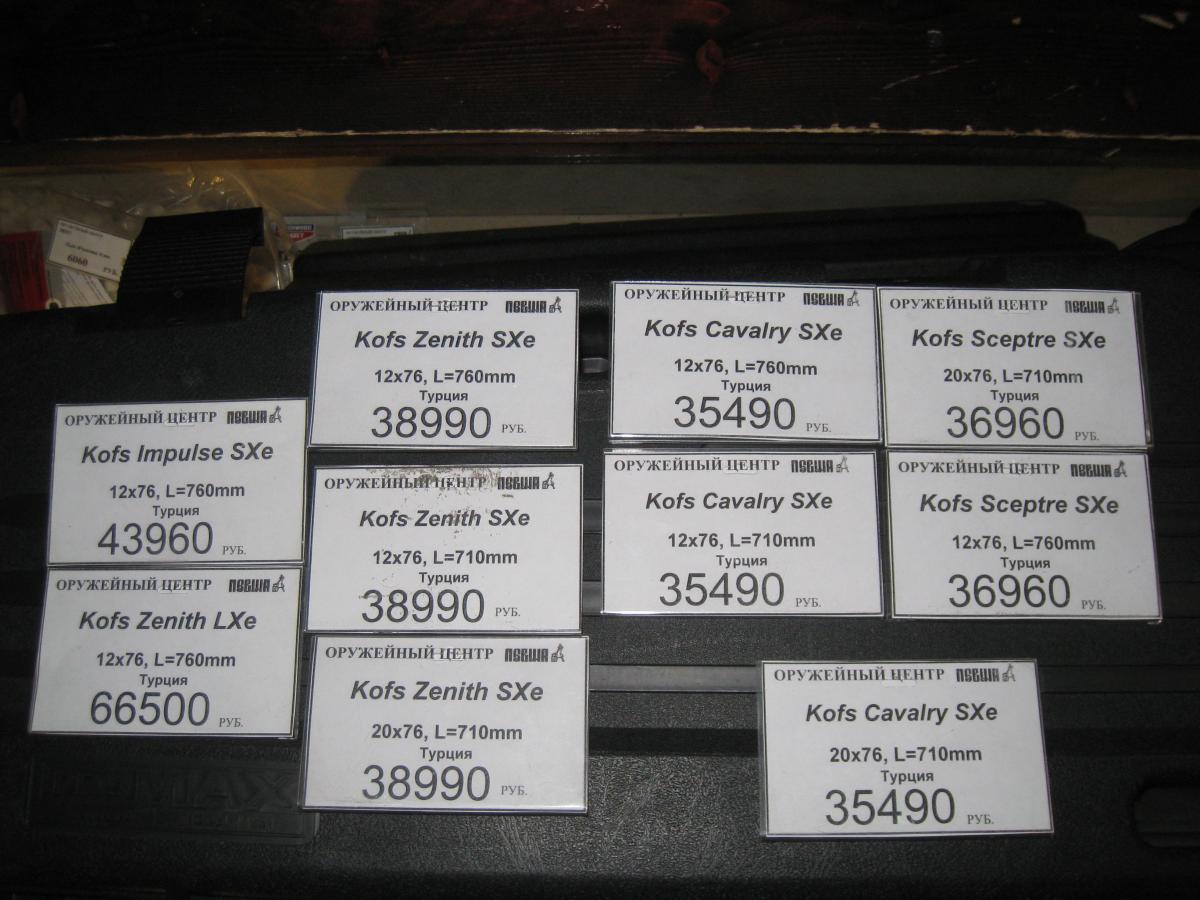 6060
РУБ.
ОРУЖЕЙНЫЙ ЦЕНТР ЛЕВША
Kofs Zenith SXe
12x76, L=760mm
Турция
38990 РУБ.
ОРУЖЕЙНЫЙ ЦЕНТР ЛЕВША
Kofs Cavalry SXe
12x76, L=760mm
Турция
35490 РУБ.
ОРУЖЕЙНЫЙ ЦЕНТР ЛЕВША
Kofs Sceptre SXe
20x76, L=710mm
Турция
36960 РУБ.
ОРУЖЕЙНЫЙ ЦЕНТР ЛЕВША
Kofs Impulse SXe
12x76, L=760mm
Турция
43960 РУБ.
ОРУЖЕЙНЫЙ ЦЕНТР ЛЕВША
Kofs Zenith SXe
12x76, L=710mm
Турция
38990 РУБ.
ОРУЖЕЙНЫЙ ЦЕНТР ЛЕВША
Kofs Cavalry SXe
12x76, L=710mm
Турция
35490 РУБ.
ОРУЖЕЙНЫЙ ЦЕНТР ЛЕВША
Kofs Sceptre SXe
12x76, L=760mm
Турция
36960 РУБ.
ОРУЖЕЙНЫЙ ЦЕНТР ЛЕВША
Kofs Zenith LXe
12x76, L=760mm
Турция
66500 РУБ.
ОРУЖЕЙНЫЙ ЦЕНТР ЛЕВША
Kofs Zenith SXe
20x76, L=710mm
Турция
38990 РУБ.
ОРУЖЕЙНЫЙ ЦЕНТР ЛЕВША
Kofs Cavalry SXe
20x76, L=710mm
Турция
35490 РУБ.